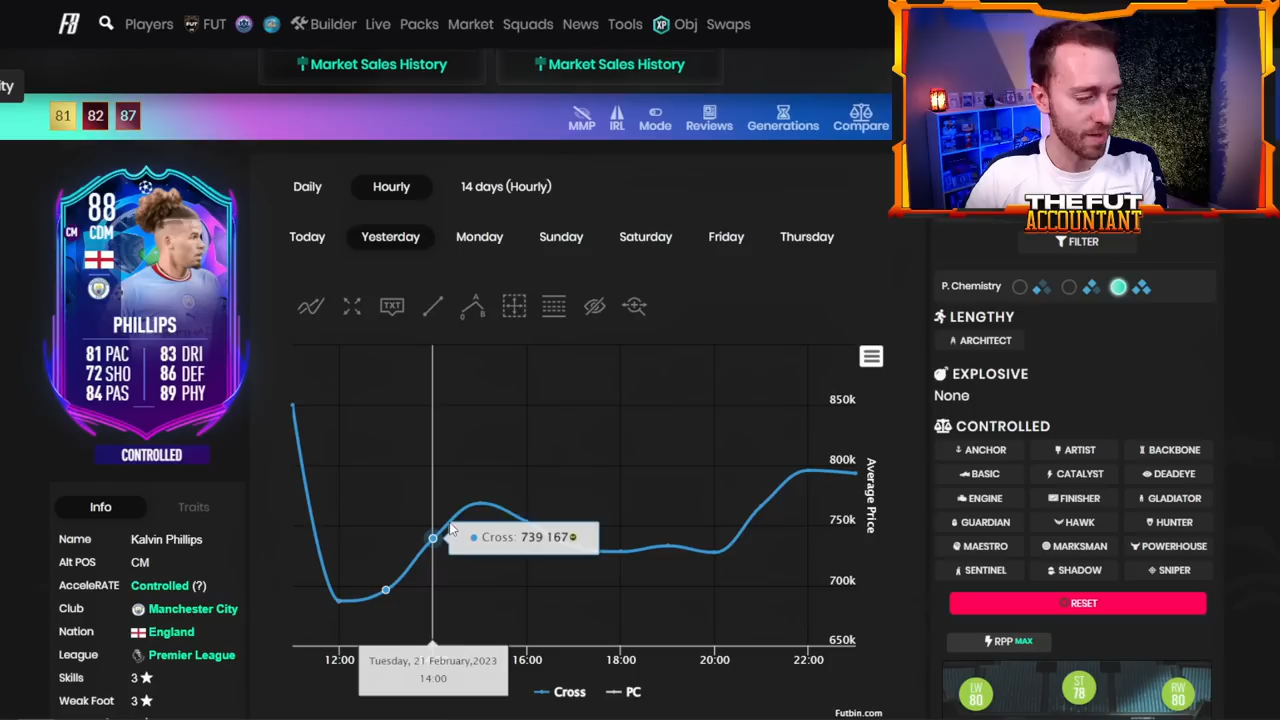 Players
FUT
Builder
Live
Packs
Market
Squads
News
Tools
XP
Obj
Swaps
ity
Market Sales History
Market Sales History
81
82
87
MMP
IRL
Mode
Reviews
Generations
Compare
THE FUT
ACCOUNTANT
88
CDM
CM
PHILLIPS
81 PAC
83 DRI
72 SHO
86 DEF
84 PAS
89 PHY
CONTROLLED
Info
Traits
Name
Kalvin Phillips
Alt POS
CM
AcceleRATE
Controlled (?)
Club
Manchester City
Nation
England
League
Premier League
Skills
3
Weak Foot
3
Daily
Hourly
14 days (Hourly)
Today
Yesterday
Monday
Sunday
Saturday
Friday
Thursday
TXT
A
B
850k
800k
750k
700k
650k
Average Price
Cross: 739 167
12:00
16:00
18:00
20:00
22:00
Tuesday, 21 February,2023
14:00
Cross
PC
Futbin.com
FILTER
P. Chemistry
LENGTHY
ARCHITECT
EXPLOSIVE
None
CONTROLLED
ANCHOR
ARTIST
BACKBONE
BASIC
CATALYST
DEADEYE
ENGINE
FINISHER
GLADIATOR
GUARDIAN
HAWK
HUNTER
MAESTRO
MARKSMAN
POWERHOUSE
SENTINEL
SHADOW
SNIPER
RESET
RPP MAX
LW
80
ST
78
RW
80